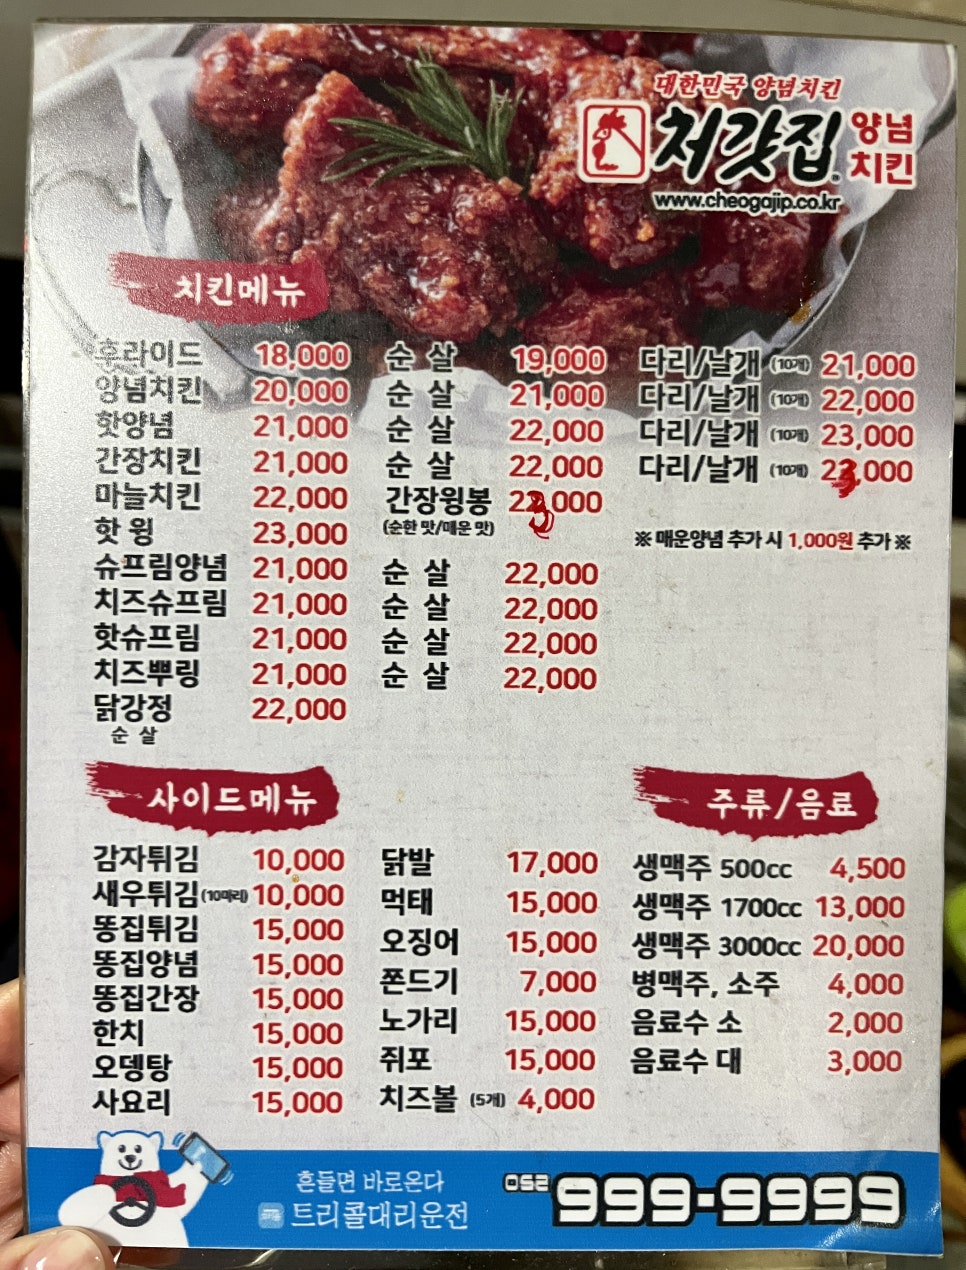 대한민국 양념치킨
처갓집 양념치킨
www.cheogajip.co.kr
치킨메뉴
후라이드 18,000 순 살 19,000 다리/날개 (10개) 21,000
양념치킨 20,000 순 살 21,000 다리/날개 (10개) 22,000
핫양념 21,000 순 살 22,000 다리/날개 (10개) 23,000
간장치킨 21,000 순 살 22,000 다리/날개 (10개) 23,000
마늘치킨 22,000 간장윙봉 23,000
(순한 맛/매운 맛)
핫 윙 23,000
※ 매운양념 추가 시 1,000원 추가 ※
슈프림양념 21,000 순 살 22,000
치즈슈프림 21,000 순 살 22,000
핫슈프림 21,000 순 살 22,000
치즈뿌링 21,000 순 살 22,000
닭강정 22,000
순 살
사이드메뉴
감자튀김 10,000 닭발 17,000
새우튀김 (10마리) 10,000 먹태 15,000
똥집튀김 15,000 오징어 15,000
똥집양념 15,000 쫀드기 7,000
똥집간장 15,000 노가리 15,000
한치 15,000 쥐포 15,000
오뎅탕 15,000 치즈볼 (5개) 4,000
사요리 15,000
주류/음료
생맥주 500cc 4,500
생맥주 1700cc 13,000
생맥주 3000cc 20,000
병맥주, 소주 4,000
음료수 소 2,000
음료수 대 3,000
흔들면 바로온다
트리콜대리운전
052 999-9999